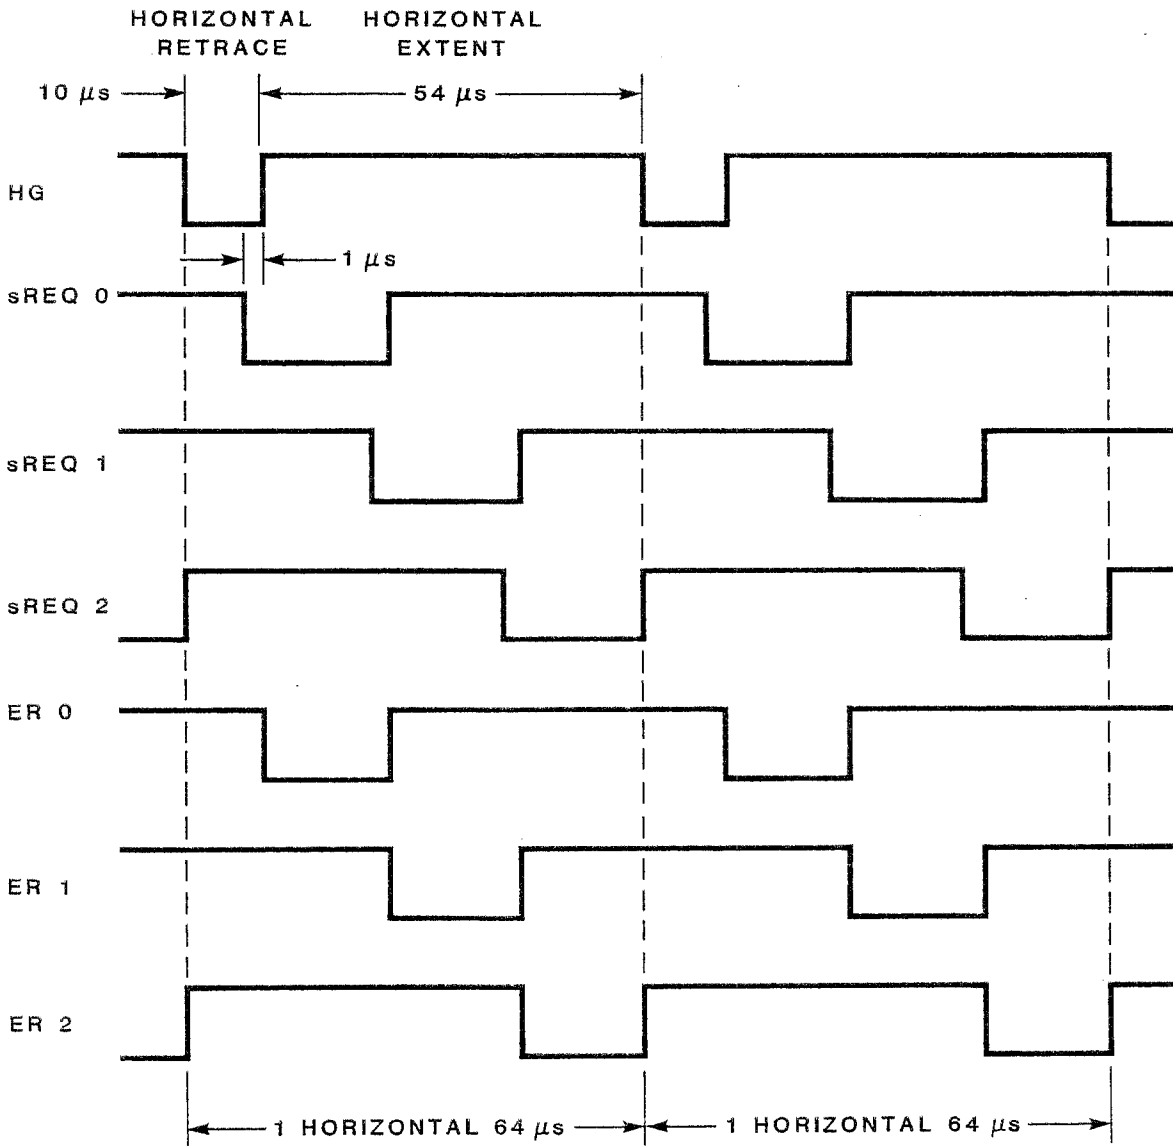 HORIZONTAL RETRACE
HORIZONTAL EXTENT
10 μs
54 μs
HG
1 μs
sREQ 0
sREQ 1
sREQ 2
ER 0
ER 1
ER 2
1 HORIZONTAL 64 μs
1 HORIZONTAL 64 μs